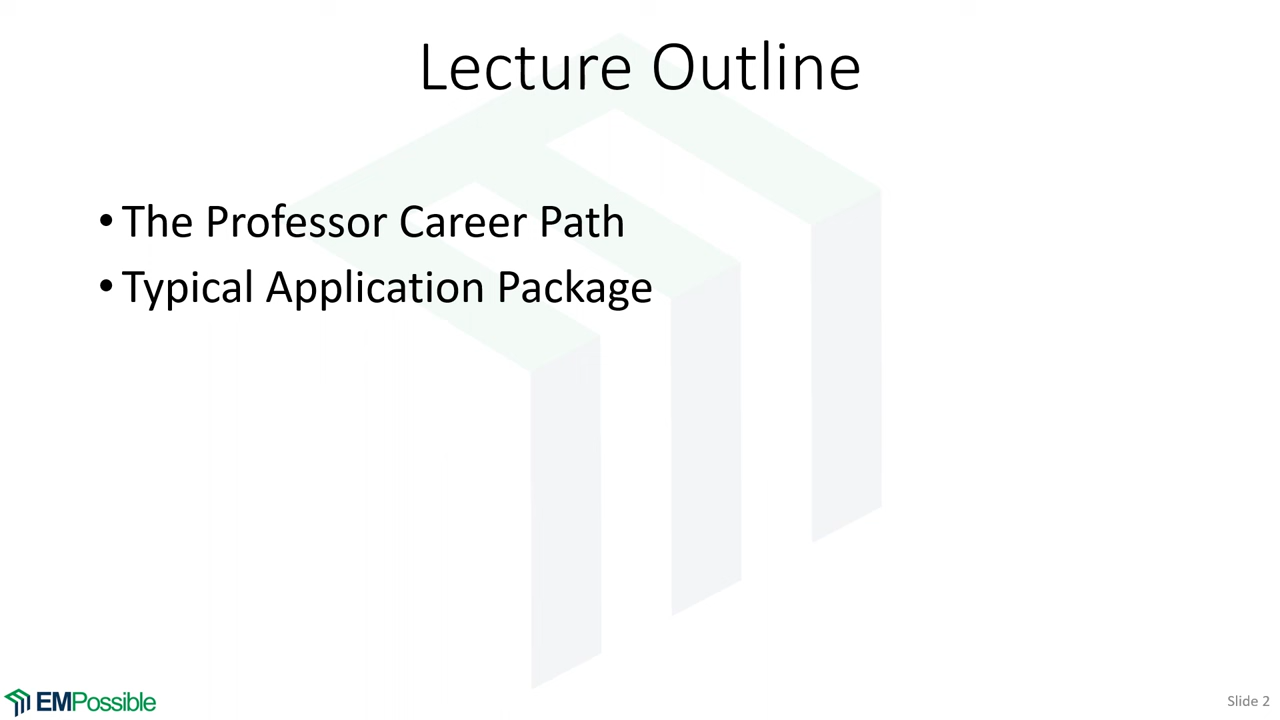 Lecture Outline
• The Professor Career Path
• Typical Application Package
EMPossible
Slide 2